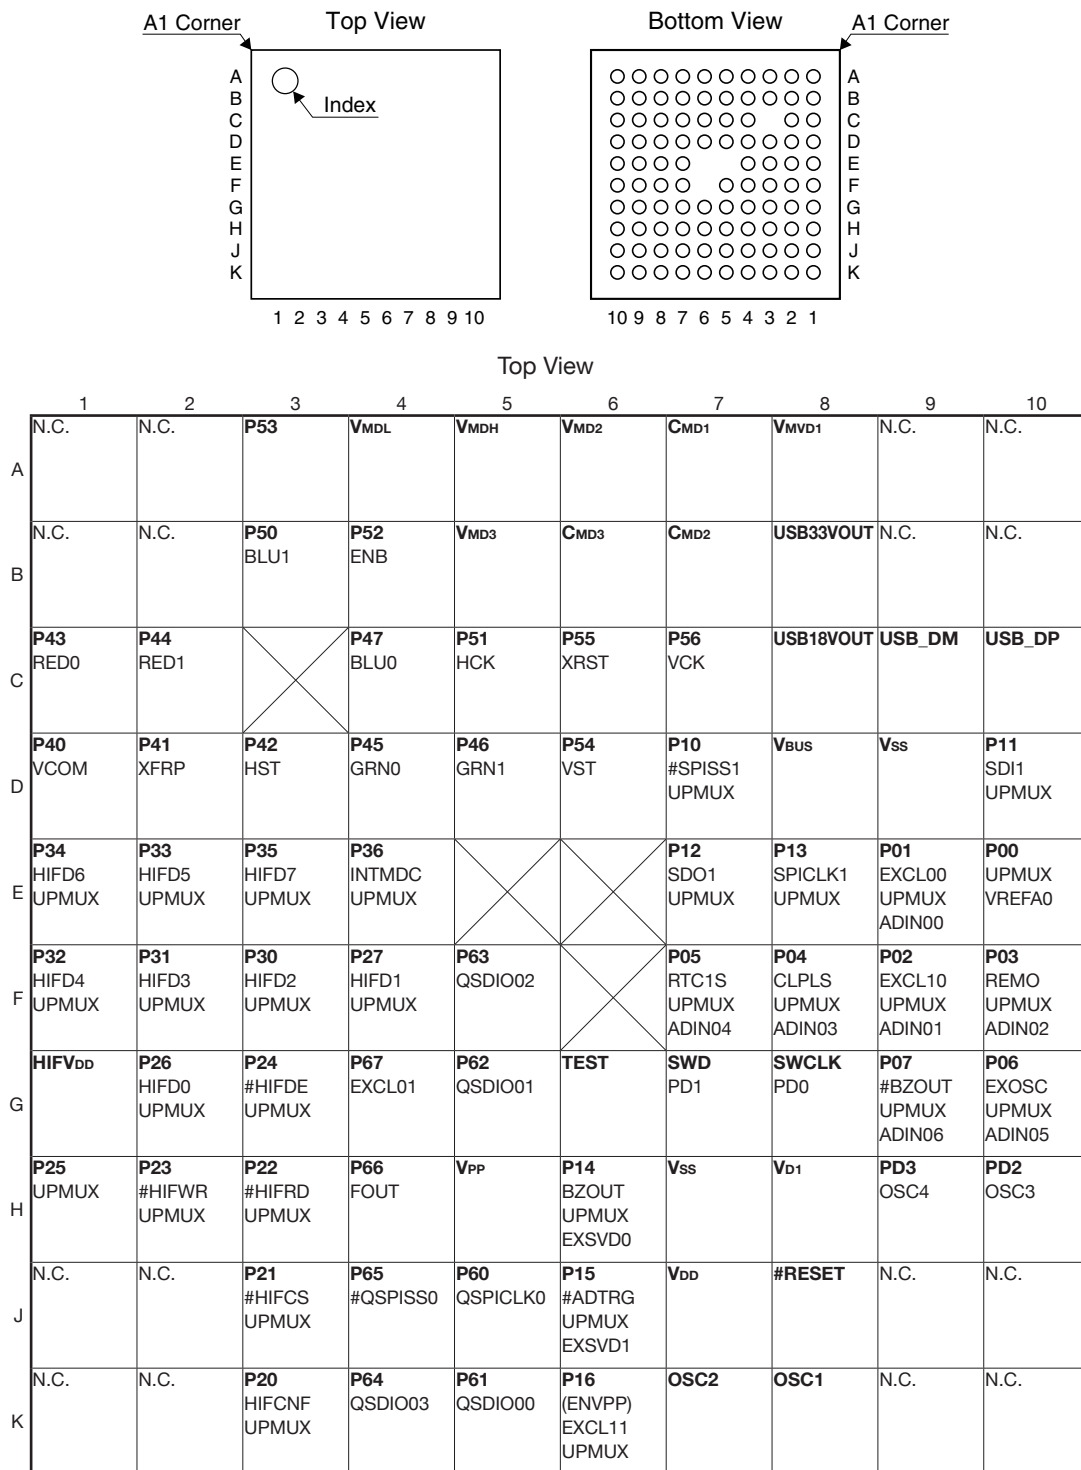 A1 Corner Top View Bottom View A1 Corner
A A A
B B B
Index
C C C
D D D
E E E
F F F
G G G
H H H
J J J
K K K
1 2 3 4 5 6 7 8 9 10 10 9 8 7 6 5 4 3 2 1
Top View
1 2 3 4 5 6 7 8 9 10
N.C. N.C. P53 VMDL VMDH VMD2 CMD1 VMVD1 N.C. N.C.
A
N.C. N.C. P50 P52 VMD3 CMD3 CMD2 USB33VOUT N.C. N.C.
BLU1 ENB
B
P43 P44 P47 P51 P55 P56 USB18VOUT USB_DM USB_DP
RED0 RED1 BLU0 HCK XRST VCK
C
P40 P41 P42 P45 P46 P54 P10 VBUS VSS P11
VCOM XFRP HST GRN0 GRN1 VST #SPISS1 SDI1
D UPMUX UPMUX
P34 P33 P35 P36 P12 P13 P01 P00
HIFD6 HIFD5 HIFD7 INTMDC SDO1 SPICLK1 EXCL00 UPMUX
E UPMUX UPMUX UPMUX UPMUX UPMUX UPMUX UPMUX VREFA0
ADIN00
P32 P31 P30 P27 P63 P05 P04 P02 P03
HIFD4 HIFD3 HIFD2 HIFD1 QSDIO02 RTC1S CLPLS EXCL10 REMO
F UPMUX UPMUX UPMUX UPMUX UPMUX UPMUX UPMUX UPMUX
ADIN04 ADIN03 ADIN01 ADIN02
HIFVDD P26 P24 P67 P62 TEST SWD SWCLK P07 P06
HIFD0 #HIFDE EXCL01 QSDIO01 PD1 PD0 #BZOUT EXOSC
G UPMUX UPMUX UPMUX UPMUX
ADIN06 ADIN05
P25 P23 P22 P66 VPP P14 VSS VD1 PD3 PD2
UPMUX #HIFWR #HIFRD FOUT BZOUT OSC4 OSC3
H UPMUX UPMUX UPMUX
EXSVD0
N.C. N.C. P21 P65 P60 P15 VDD #RESET N.C. N.C.
#HIFCS #QSPISS0 QSPICLK0 #ADTRG
J UPMUX UPMUX
EXSVD1
N.C. N.C. P20 P64 P61 P16 OSC2 OSC1 N.C. N.C.
HIFCNF QSDIO03 QSDIO00 (ENVPP)
K UPMUX EXCL11
UPMUX